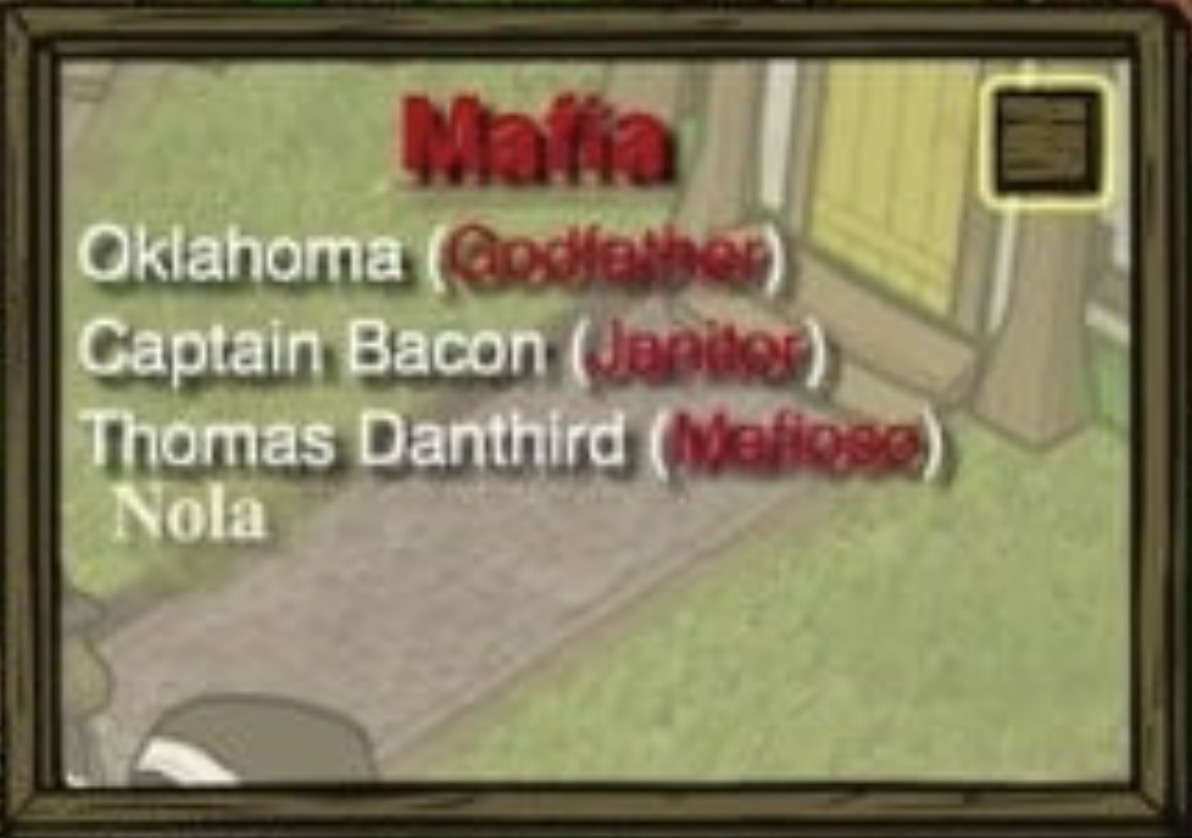 Mafia
Oklahoma (Godfather)
Captain Bacon (Janitor)
Thomas Danthird (Mafioso)
Nola